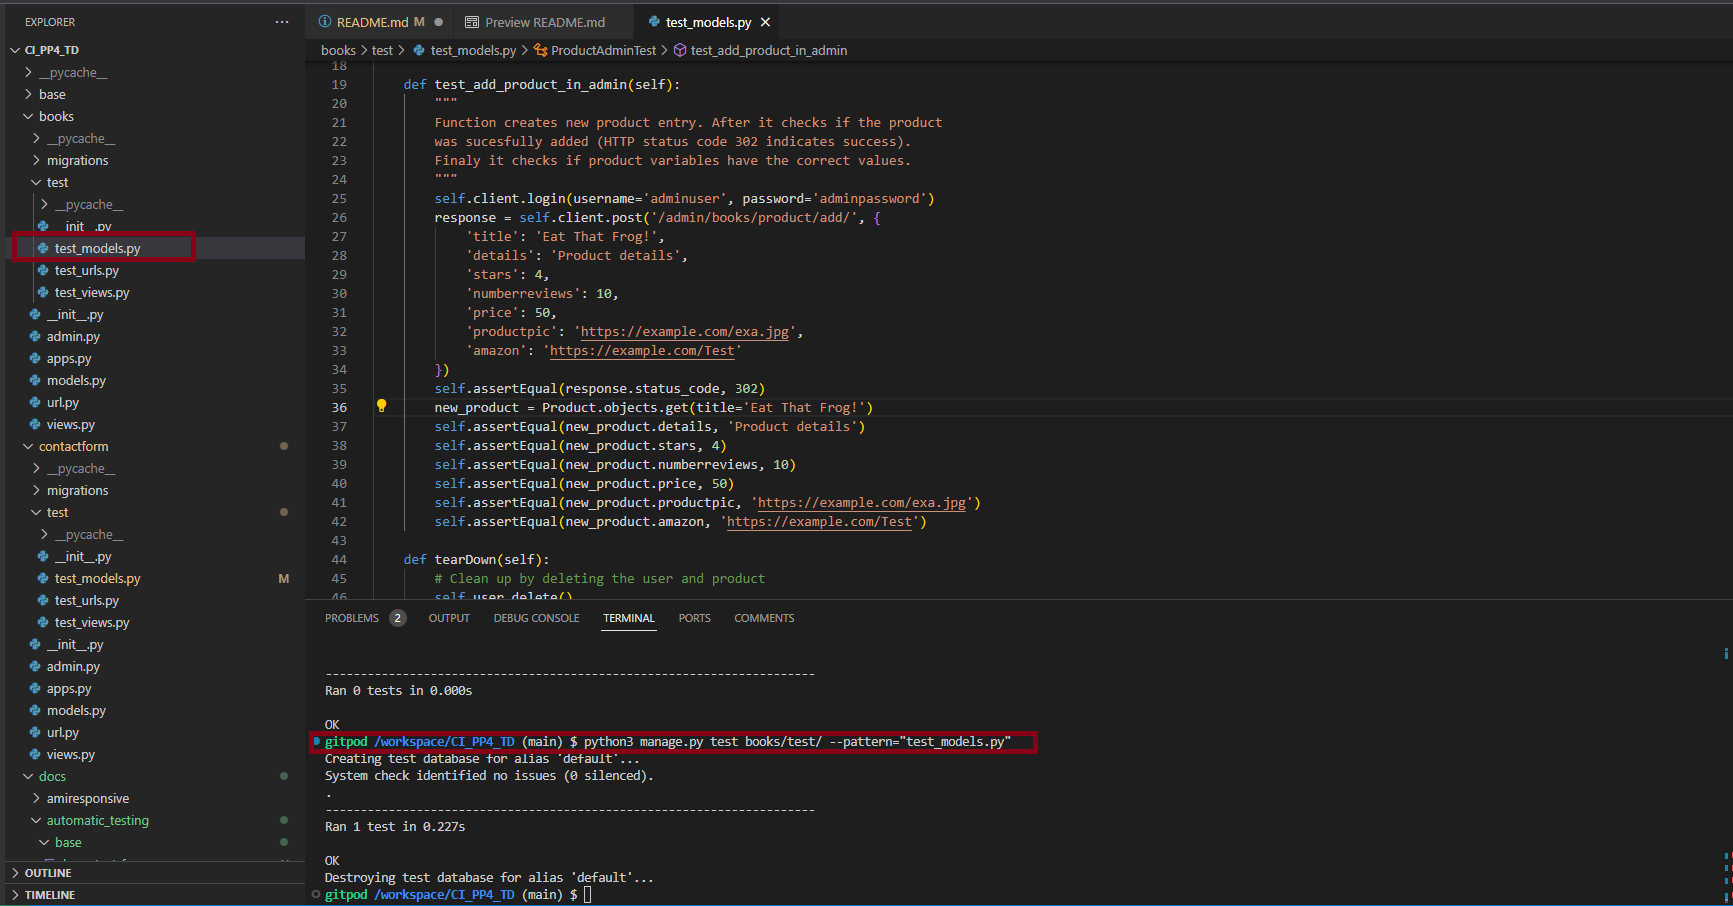 EXPLORER
CI_PP4_TD
__pycache__
base
books
__pycache__
migrations
test
__pycache__
__init__.py
test_models.py
test_urls.py
test_views.py
__init__.py
admin.py
apps.py
models.py
url.py
views.py
contactform
__pycache__
migrations
test
__pycache__
__init__.py
test_models.py M
test_urls.py
test_views.py
__init__.py
admin.py
apps.py
models.py
url.py
views.py
docs
amiresponsive
automatic_testing
base
OUTLINE
TIMELINE
README.md M
Preview README.md
test_models.py
books > test > test_models.py > ProductAdminTest > test_add_product_in_admin
18
19 def test_add_product_in_admin(self):
20 """
21 Function creates new product entry. After it checks if the product
22 was sucesfully added (HTTP status code 302 indicates success).
23 Finaly it checks if product variables have the correct values.
24 """
25 self.client.login(username='adminuser', password='adminpassword')
26 response = self.client.post('/admin/books/product/add/', {
27 'title': 'Eat That Frog!',
28 'details': 'Product details',
29 'stars': 4,
30 'numberreviews': 10,
31 'price': 50,
32 'productpic': 'https://example.com/exa.jpg',
33 'amazon': 'https://example.com/Test'
34 })
35 self.assertEqual(response.status_code, 302)
36 new_product = Product.objects.get(title='Eat That Frog!')
37 self.assertEqual(new_product.details, 'Product details')
38 self.assertEqual(new_product.stars, 4)
39 self.assertEqual(new_product.numberreviews, 10)
40 self.assertEqual(new_product.price, 50)
41 self.assertEqual(new_product.productpic, 'https://example.com/exa.jpg')
42 self.assertEqual(new_product.amazon, 'https://example.com/Test')
43
44 def tearDown(self):
45 # Clean up by deleting the user and product
46 self.user.delete()
PROBLEMS 2 OUTPUT DEBUG CONSOLE TERMINAL PORTS COMMENTS
----------------------------------------------------------------------
Ran 0 tests in 0.000s
OK
gitpod /workspace/CI_PP4_TD (main) $ python3 manage.py test books/test/ --pattern="test_models.py"
Creating test database for alias 'default'...
System check identified no issues (0 silenced).
.
----------------------------------------------------------------------
Ran 1 test in 0.227s
OK
Destroying test database for alias 'default'...
gitpod /workspace/CI_PP4_TD (main) $